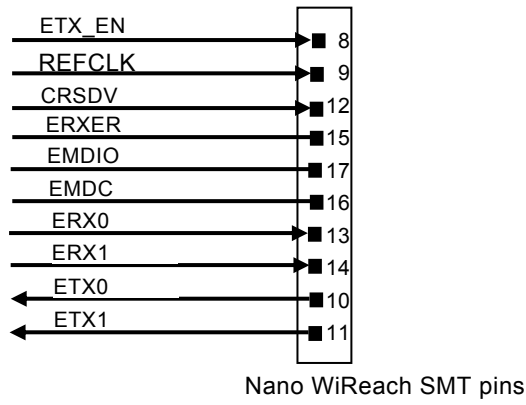 ETX_EN 8
REFCLK 9
CRSDV 12
ERXER 15
EMDIO 17
EMDC 16
ERX0 13
ERX1 14
ETX0 10
ETX1 11
Nano WiReach SMT pins